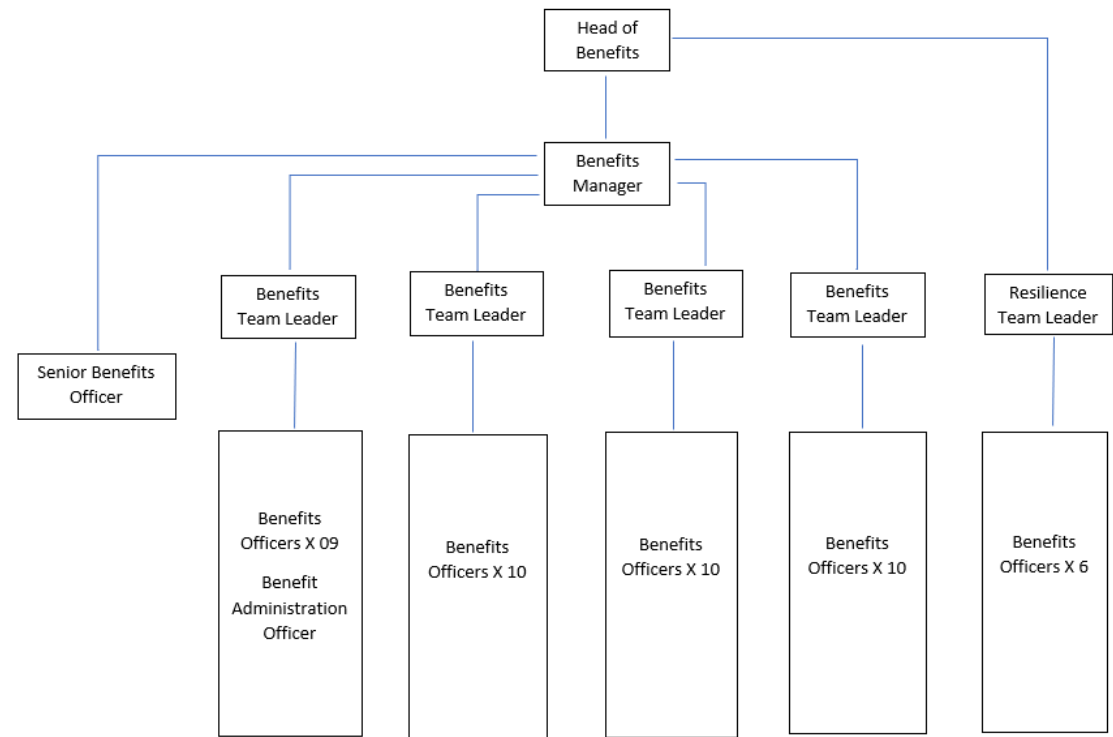 Head of
Benefits
Benefits
Manager
Benefits
Team Leader
Benefits
Team Leader
Benefits
Team Leader
Benefits
Team Leader
Resilience
Team Leader
Senior Benefits
Officer
Benefits
Officers X 09
Benefit
Administration
Officer
Benefits
Officers X 10
Benefits
Officers X 10
Benefits
Officers X 10
Benefits
Officers X 6